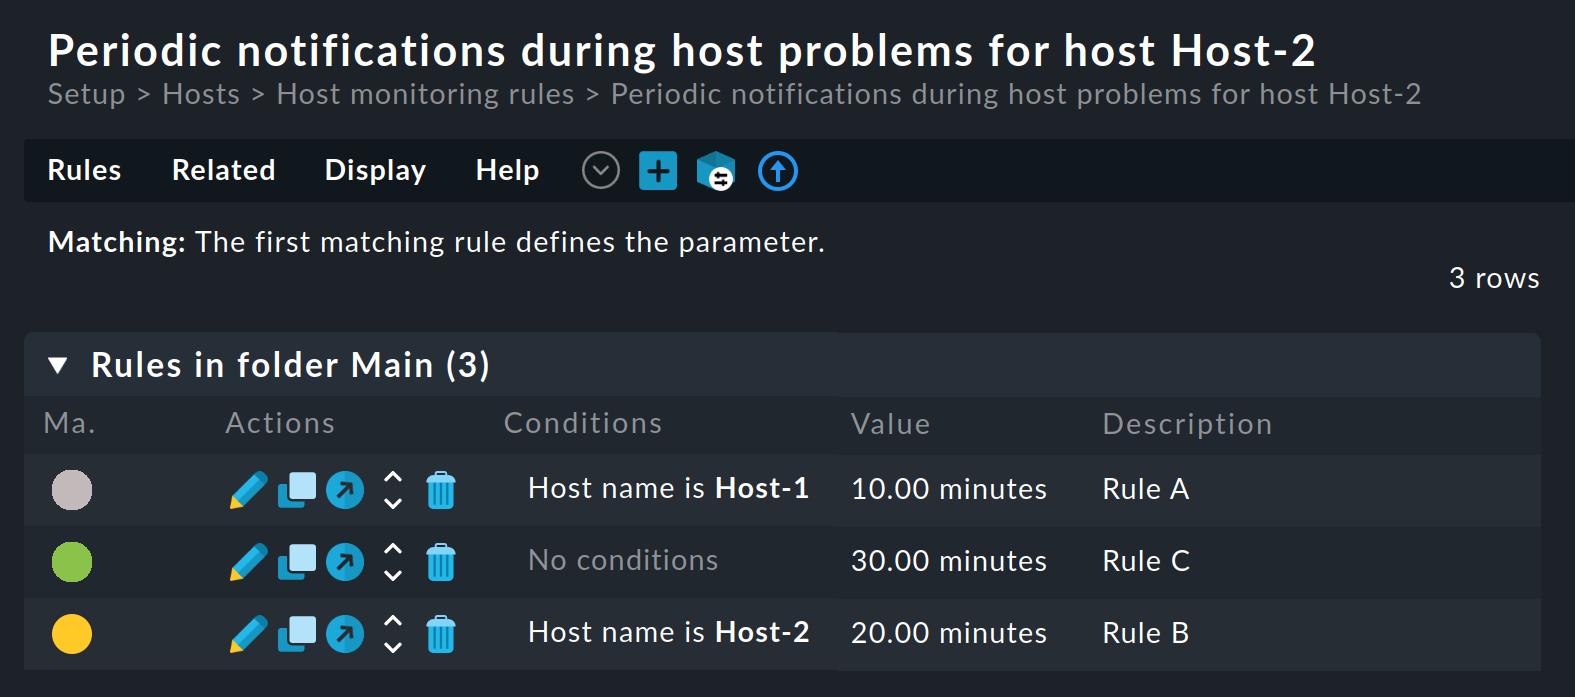 Periodic notifications during host problems for host Host-2
Setup > Hosts > Host monitoring rules > Periodic notifications during host problems for host Host-2
Rules Related Display Help
Matching: The first matching rule defines the parameter.
3 rows
Rules in folder Main (3)
Ma. Actions Conditions Value Description
Host name is Host-1 10.00 minutes Rule A
No conditions 30.00 minutes Rule C
Host name is Host-2 20.00 minutes Rule B